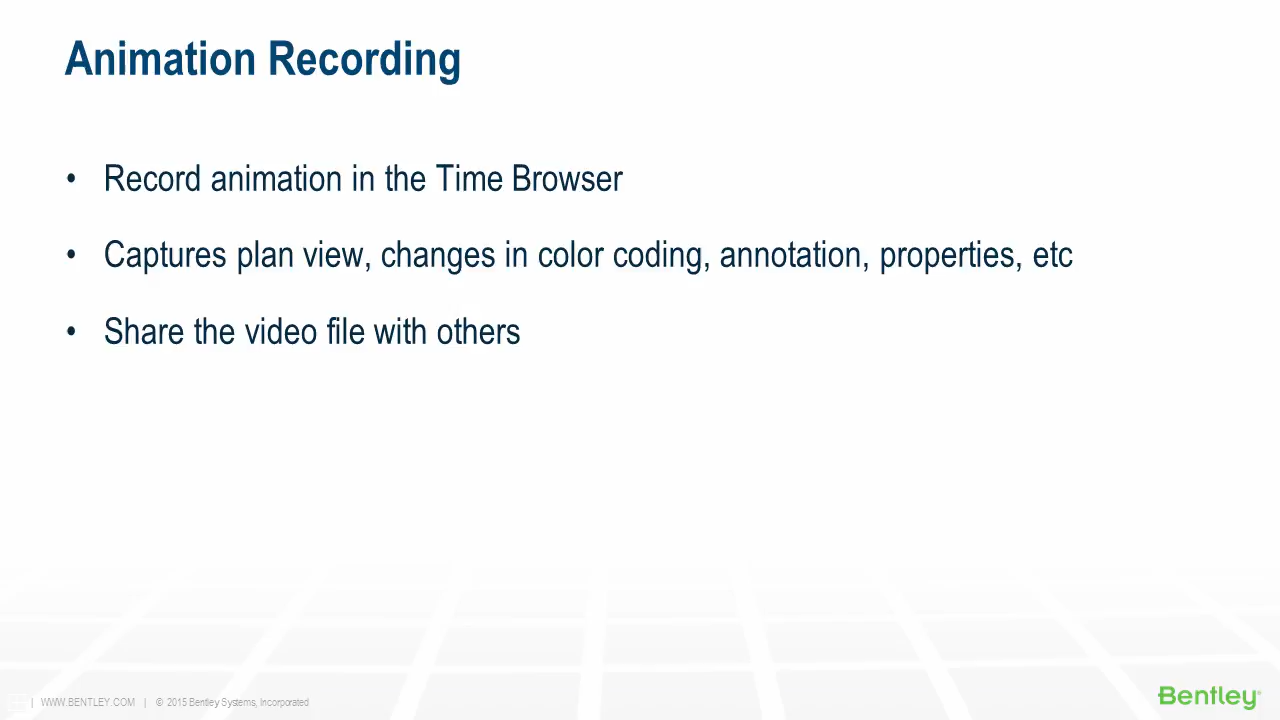 Animation Recording
• Record animation in the Time Browser
• Captures plan view, changes in color coding, annotation, properties, etc
• Share the video file with others
| WWW.BENTLEY.COM | © 2015 Bentley Systems, Incorporated
Bentley®